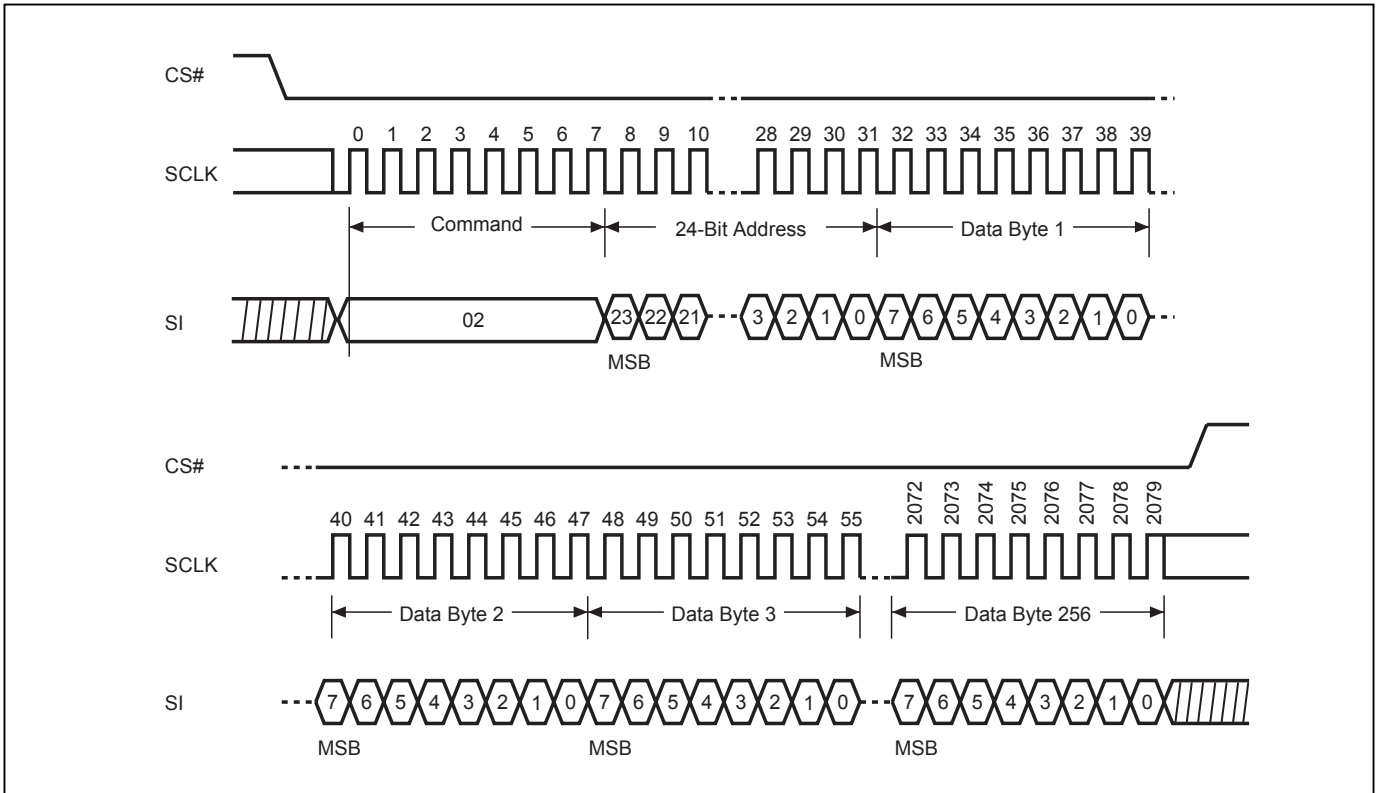 CS#
0 1 2 3 4 5 6 7 8 9 10 28 29 30 31 32 33 34 35 36 37 38 39
SCLK
Command 24-Bit Address Data Byte 1
SI 02 23 22 21 3 2 1 0 7 6 5 4 3 2 1 0
MSB MSB
CS#
40 41 42 43 44 45 46 47 48 49 50 51 52 53 54 55 2072 2073 2074 2075 2076 2077 2078 2079
SCLK
Data Byte 2 Data Byte 3 Data Byte 256
SI 7 6 5 4 3 2 1 0 7 6 5 4 3 2 1 0 7 6 5 4 3 2 1 0
MSB MSB MSB